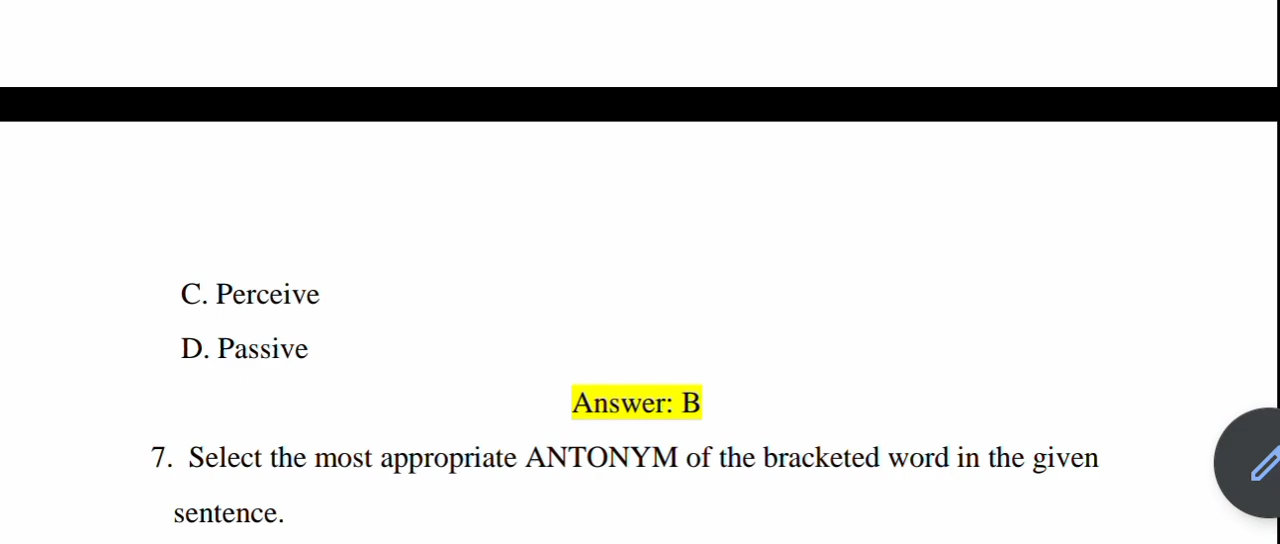 C. Perceive
D. Passive
Answer: B
7. Select the most appropriate ANTONYM of the bracketed word in the given
sentence.